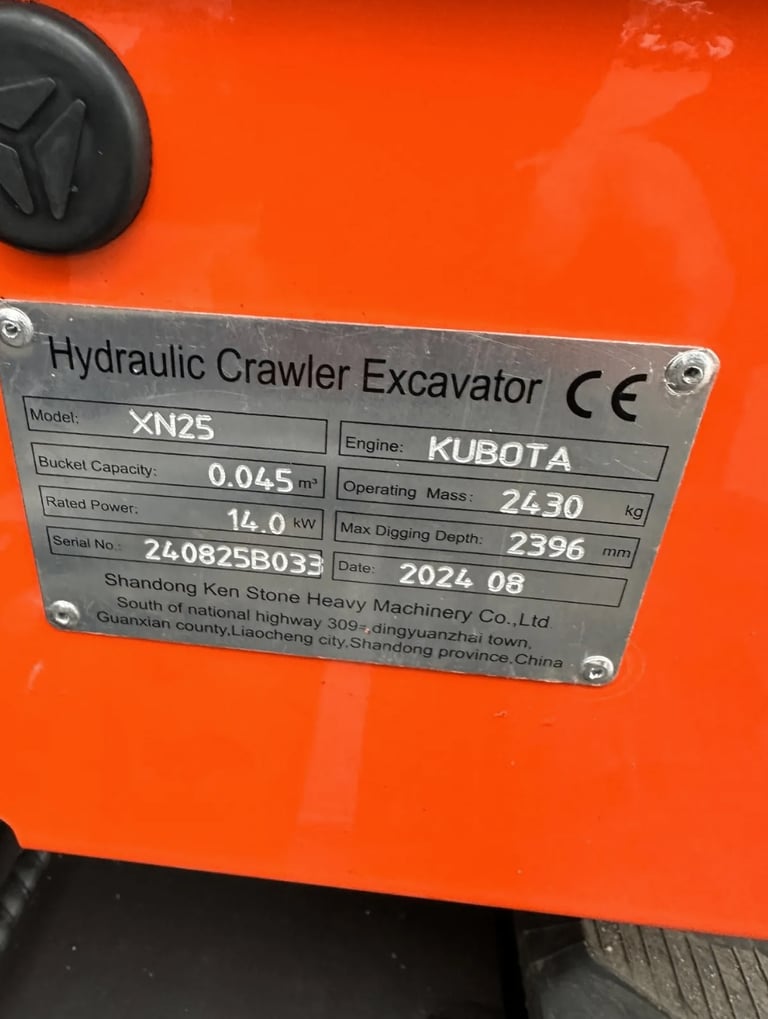 Hydraulic Crawler Excavator CE
Model: XN25
Engine: KUBOTA
Bucket Capacity: 0.045 m³
Operating Mass: 2430 kg
Rated Power: 14.0 kW
Max Digging Depth: 2396 mm
Serial No.: 240825B033
Date: 2024 08
Shandong Ken Stone Heavy Machinery Co.,Ltd
South of national highway 309#,dingyuanzhai town,
Guanxian county,Liaocheng city,Shandong province,China